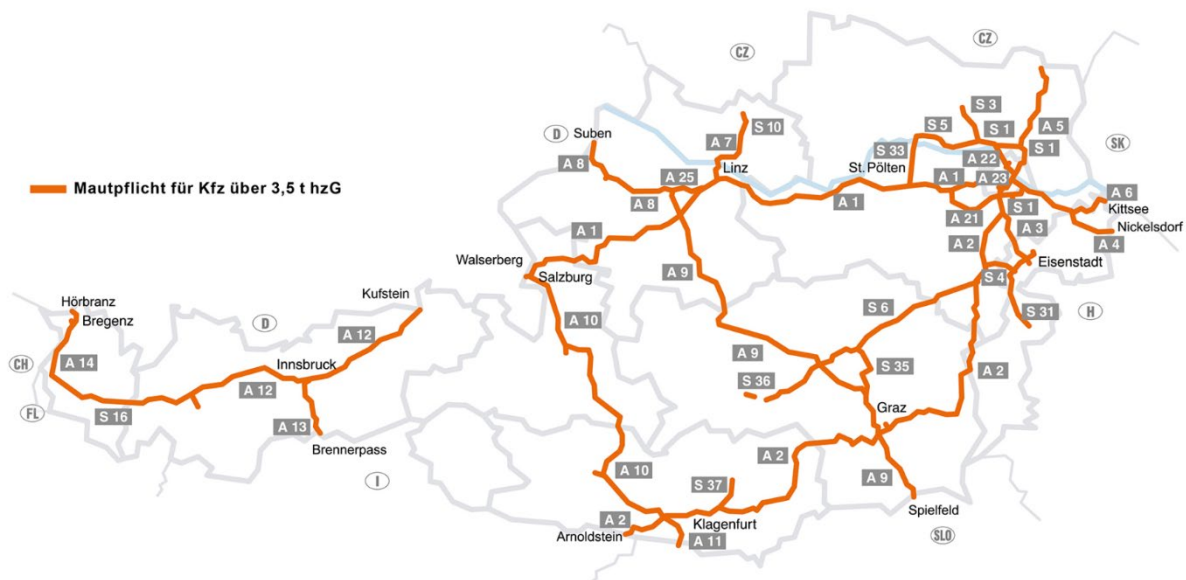 CZ
CZ
S 3
S 10
D
Suben
A 7
S 5
S 1
A 5
S 1
SK
S 33
A 22
A 8
Linz
St. Pölten
A 25
A 1
A 23
Mautpflicht für Kfz über 3,5 t hzG
A 8
A 1
A 21
S 1
A 6
Kittsee
A 3
Nickelsdorf
A 1
A 2
A 4
Walserberg
Salzburg
A 9
Eisenstadt
S 4
Kufstein
Hörbranz
Bregenz
D
A 12
A 10
S 6
S 31
H
CH
A 14
Innsbruck
A 9
S 35
A 2
A 12
S 36
FL
S 16
Graz
A 13
Brennerpass
A 2
I
A 10
S 37
A 9
A 2
Klagenfurt
Spielfeld
Arnoldstein
A 11
SLO